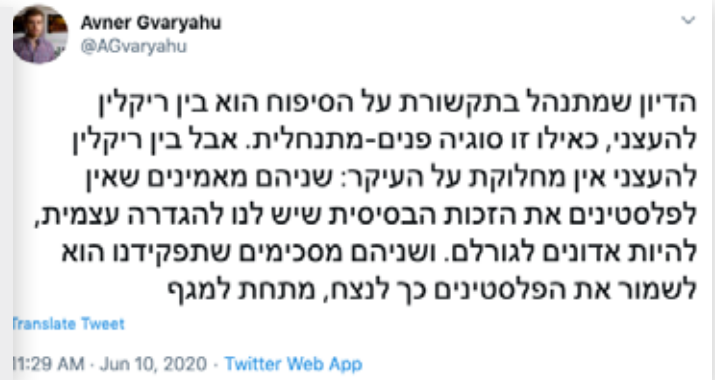 Avner Gvaryahu
@AGvaryahu
הדיון שמתנהל בתקשורת על הסיפוח הוא בין ריקלין
להעצני, כאילו זו סוגיה פנים-מתנחלית. אבל בין ריקלין
להעצני אין מחלוקת על העיקר: שניהם מאמינים שאין
לפלסטינים את הזכות הבסיסית שיש לנו להגדרה עצמית,
להיות אדונים לגורלם. ושניהם מסכימים שתפקידנו הוא
לשמור את הפלסטינים כך לנצח, מתחת למגף
Translate Tweet
11:29 AM · Jun 10, 2020 · Twitter Web App